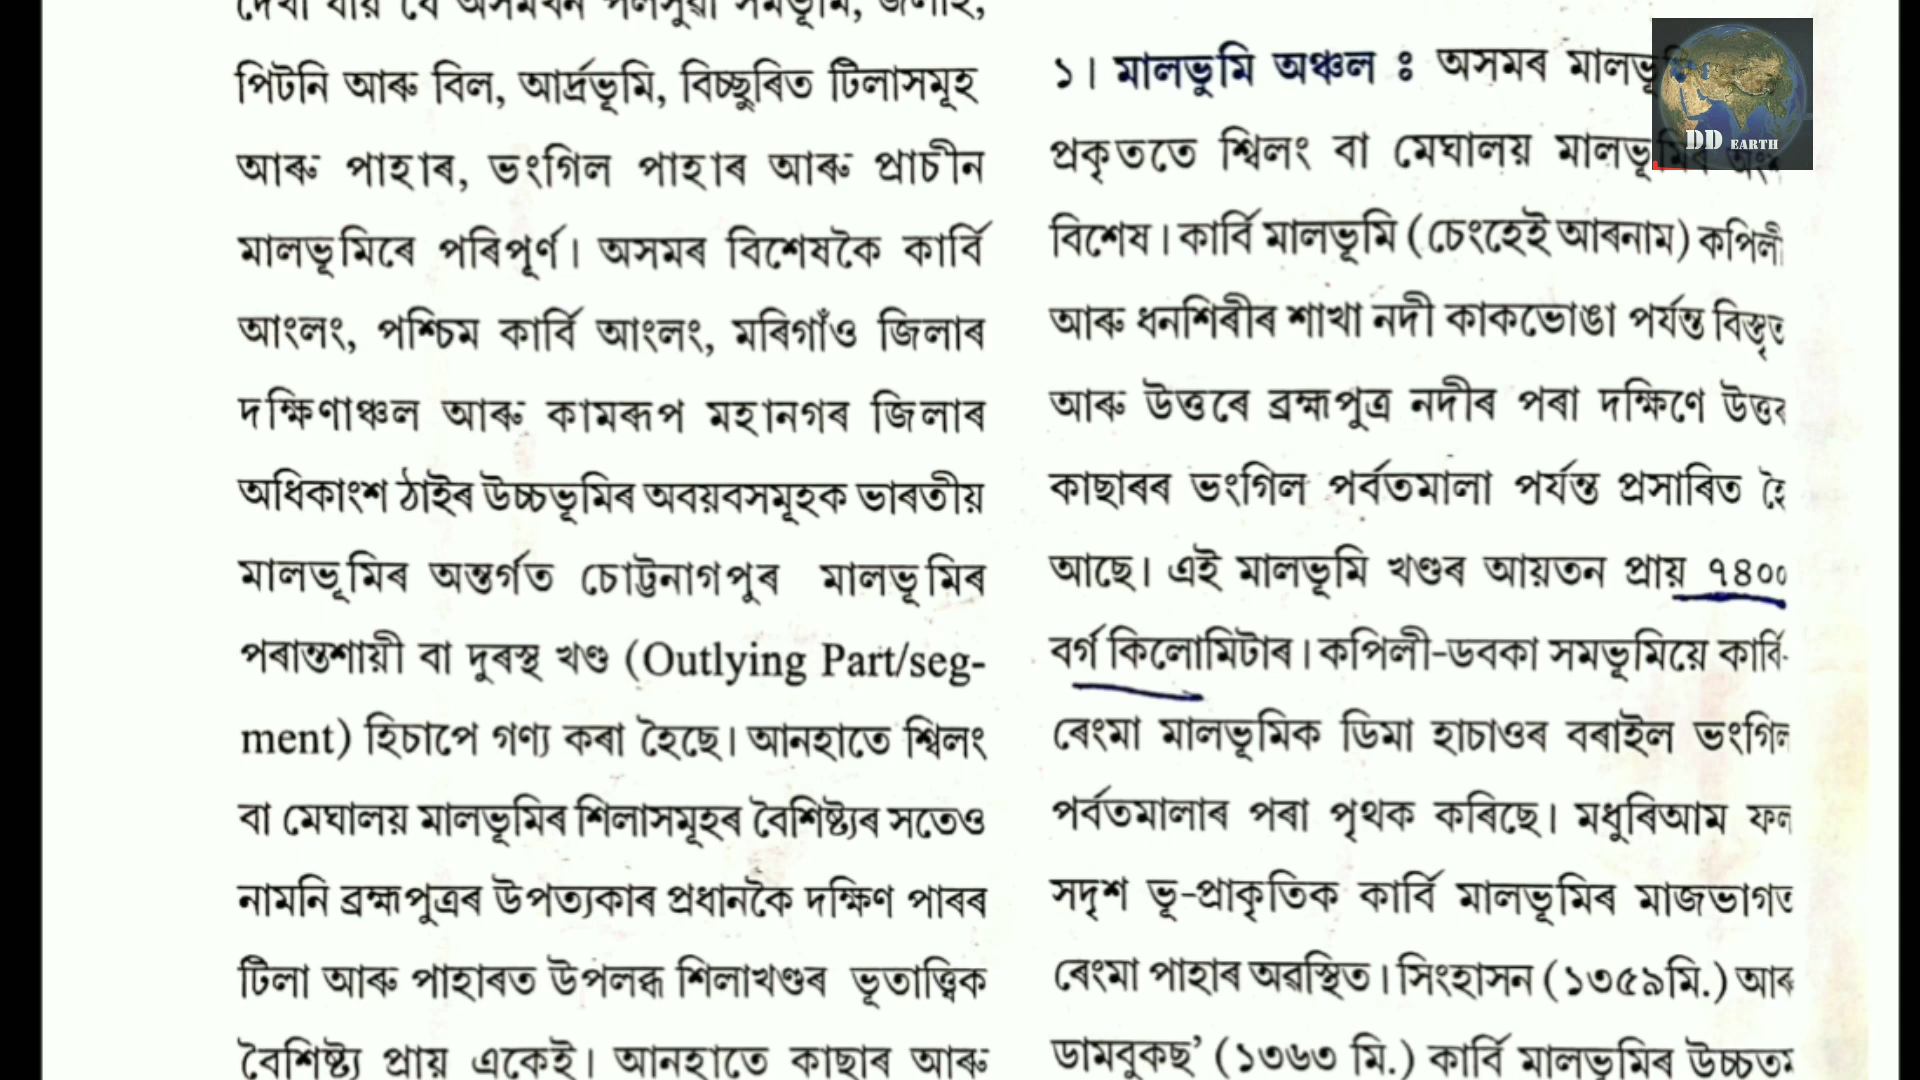 দেখা যায় যে অসমখন পলসুৱা সমভূমি, জলাহ,
পিটনি আৰু বিল, আৰ্দ্ৰভূমি, বিচ্ছুৰিত টিলাসমূহ
আৰু পাহাৰ, ভংগিল পাহাৰ আৰু প্ৰাচীন
মালভূমিৰে পৰিপূৰ্ণ। অসমৰ বিশেষকৈ কাৰ্বি
আংলং, পশ্চিম কাৰ্বি আংলং, মৰিগাঁও জিলাৰ
দক্ষিণাঞ্চল আৰু কামৰূপ মহানগৰ জিলাৰ
অধিকাংশ ঠাইৰ উচ্চভূমিৰ অবয়বসমূহক ভাৰতীয়
মালভূমিৰ অন্তৰ্গত চোট্টনাগপুৰ মালভূমিৰ
পৰান্তশায়ী বা দুৰস্থ খণ্ড (Outlying Part/seg-
ment) হিচাপে গণ্য কৰা হৈছে। আনহাতে শ্বিলং
বা মেঘালয় মালভূমিৰ শিলাসমূহৰ বৈশিষ্ট্যৰ সতেও
নামনি ব্ৰহ্মপুত্ৰৰ উপত্যকাৰ প্ৰধানকৈ দক্ষিণ পাৰৰ
টিলা আৰু পাহাৰত উপলব্ধ শিলাখণ্ডৰ ভূতাত্ত্বিক
বৈশিষ্ট্য প্ৰায় একেই। আনহাতে কাছাৰ আৰু
১। মালভুমি অঞ্চল ঃ অসমৰ
প্ৰকৃততে শ্বিলং বা মেঘালয় মালভূমিৰ
বিশেষ। কাৰ্বি মালভূমি (চেংহেই আৰনাম) কপিলী
আৰু ধনশিৰীৰ শাখা নদী কাকভোঙা পৰ্যন্ত বিস্তৃত
আৰু উত্তৰে ব্ৰহ্মপুত্ৰ নদীৰ পৰা দক্ষিণে উত্তৰ
কাছাৰৰ ভংগিল পৰ্বতমালা পৰ্যন্ত প্ৰসাৰিত হৈ
আছে। এই মালভূমি খণ্ডৰ আয়তন প্ৰায় ৭৪০০
বৰ্গ কিলোমিটাৰ। কপিলী-ডবকা সমভূমিয়ে কাৰ্বি-
ৰেংমা মালভূমিক ডিমা হাচাওৰ বৰাইল ভংগিল
পৰ্বতমালাৰ পৰা পৃথক কৰিছে। মধুৰিআম ফল
সদৃশ ভূ-প্ৰাকৃতিক কাৰ্বি মালভূমিৰ মাজভাগত
ৰেংমা পাহাৰ অৱস্থিত। সিংহাসন (১৩৫৯মি.) আৰু
ডামবুকছ’ (১৩৬৩ মি.) কাৰ্বি মালভূমিৰ উচ্চতম
DD EARTH